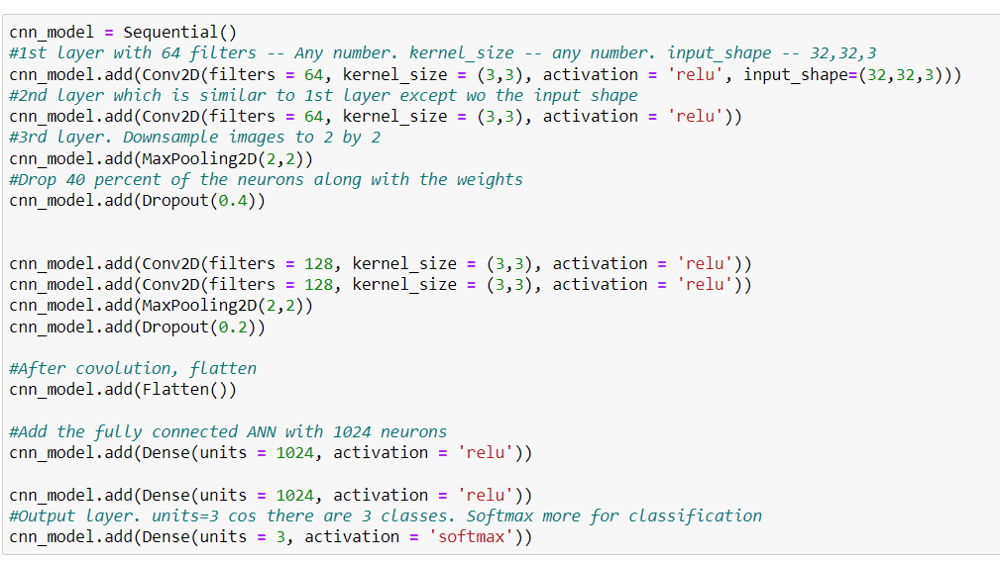 cnn_model = Sequential()
#1st layer with 64 filters -- Any number. kernel_size -- any number. input_shape -- 32,32,3
cnn_model.add(Conv2D(filters = 64, kernel_size = (3,3), activation = 'relu', input_shape=(32,32,3)))
#2nd layer which is similar to 1st layer except wo the input shape
cnn_model.add(Conv2D(filters = 64, kernel_size = (3,3), activation = 'relu'))
#3rd layer. Downsample images to 2 by 2
cnn_model.add(MaxPooling2D(2,2))
#Drop 40 percent of the neurons along with the weights
cnn_model.add(Dropout(0.4))
cnn_model.add(Conv2D(filters = 128, kernel_size = (3,3), activation = 'relu'))
cnn_model.add(Conv2D(filters = 128, kernel_size = (3,3), activation = 'relu'))
cnn_model.add(MaxPooling2D(2,2))
cnn_model.add(Dropout(0.2))
#After covolution, flatten
cnn_model.add(Flatten())
#Add the fully connected ANN with 1024 neurons
cnn_model.add(Dense(units = 1024, activation = 'relu'))
cnn_model.add(Dense(units = 1024, activation = 'relu'))
#Output layer. units=3 cos there are 3 classes. Softmax more for classification
cnn_model.add(Dense(units = 3, activation = 'softmax'))